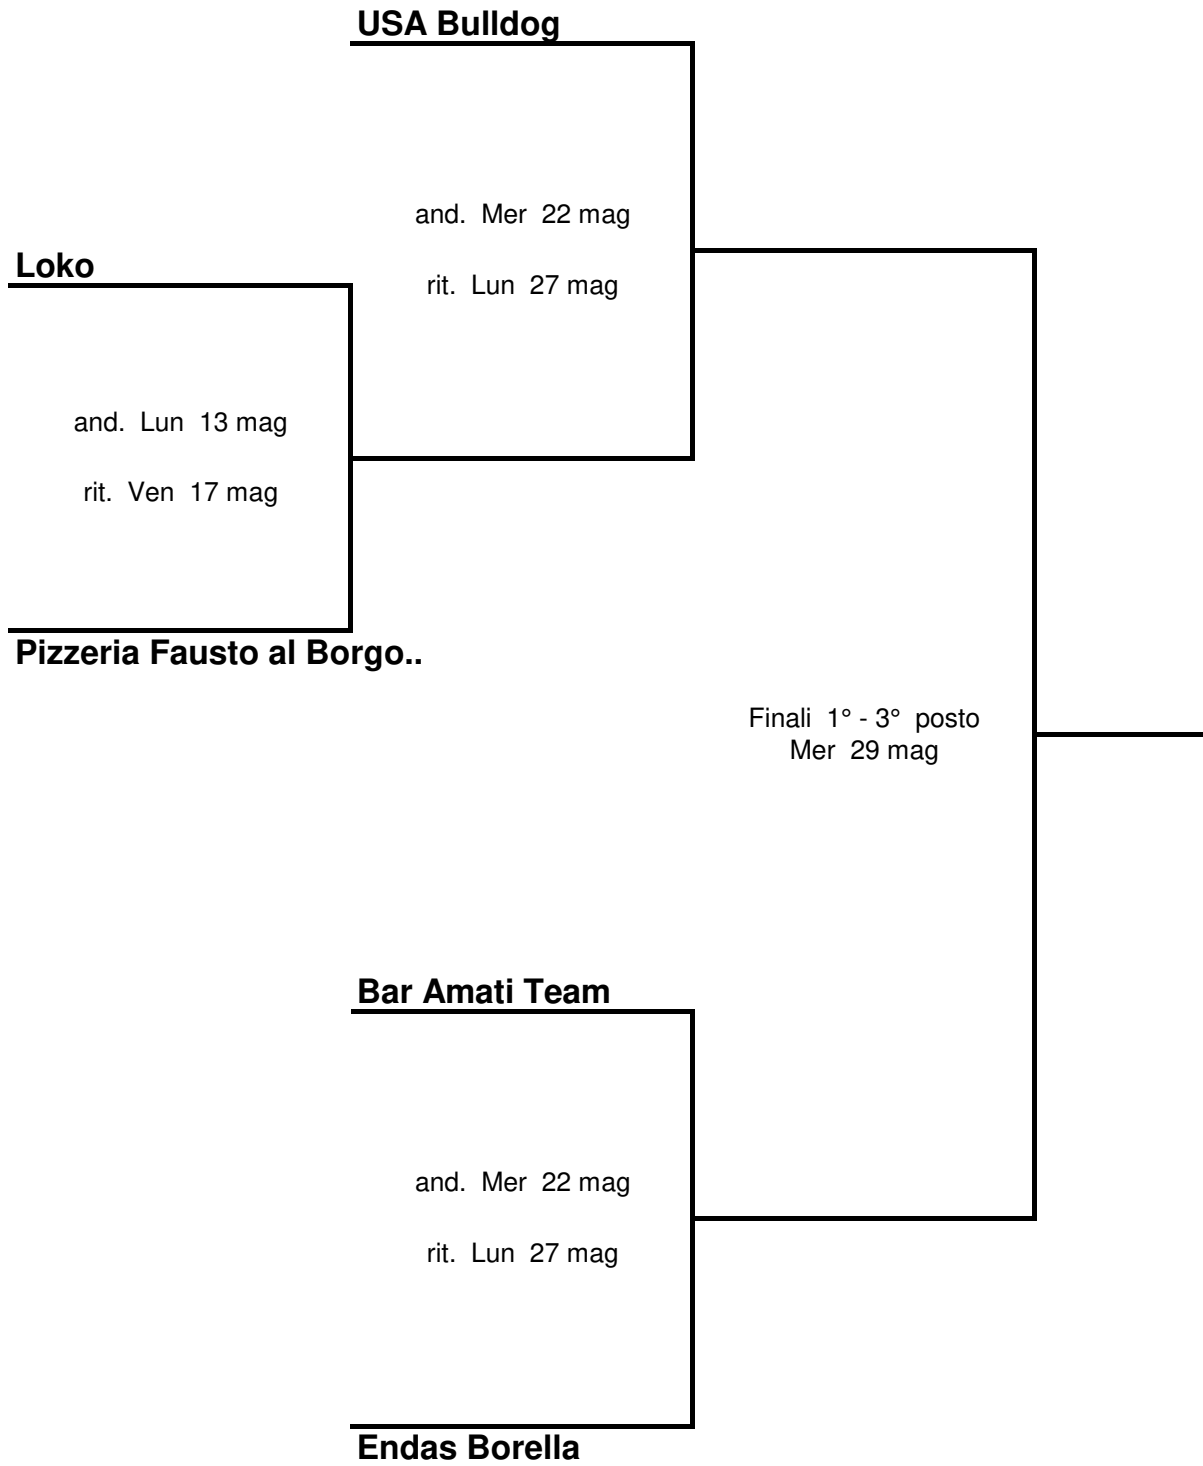 USA Bulldog
and. Mer 22 mag
Loko
rit. Lun 27 mag
and. Lun 13 mag
rit. Ven 17 mag
Pizzeria Fausto al Borgo..
Finali 1° - 3° posto
Mer 29 mag
Bar Amati Team
and. Mer 22 mag
rit. Lun 27 mag
Endas Borella